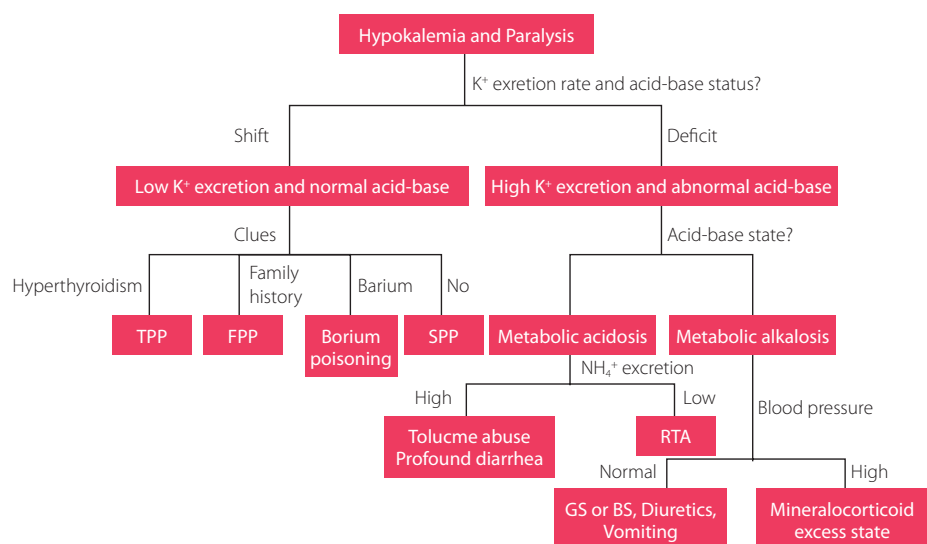 Hypokalemia and Paralysis
K⁺ exretion rate and acid-base status?
Shift
Deficit
Low K⁺ excretion and normal acid-base
High K⁺ excretion and abnormal acid-base
Clues
Acid-base state?
Hyperthyroidism
Family
history
Barium
No
TPP
FPP
Borium
poisoning
SPP
Metabolic acidosis
Metabolic alkalosis
NH₄⁺ excretion
High
Low
Blood pressure
Tolucme abuse
Profound diarrhea
RTA
Normal
High
GS or BS, Diuretics,
Vomiting
Mineralocorticoid
excess state